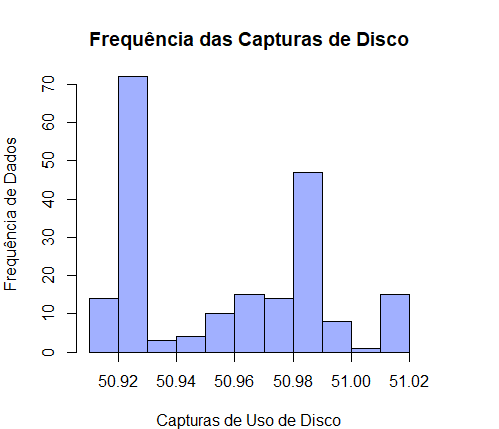 Frequência das Capturas de Disco
Frequência de Dados
70
60
50
40
30
20
10
0
50.92 50.94 50.96 50.98 51.00 51.02
Capturas de Uso de Disco